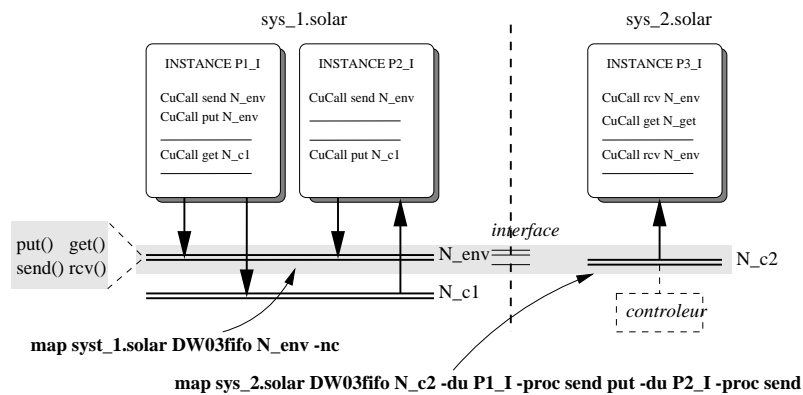 sys_1.solar
sys_2.solar
INSTANCE P1_I
CuCall send N_env
CuCall put N_env
CuCall get N_c1
INSTANCE P2_I
CuCall send N_env
CuCall put N_c1
INSTANCE P3_I
CuCall rcv N_env
CuCall get N_get
CuCall rcv N_env
put() get()
send() rcv()
interface
N_env
N_c2
N_c1
controleur
map syst_1.solar DW03fifo N_env -nc
map sys_2.solar DW03fifo N_c2 -du P1_I -proc send put -du P2_I -proc send